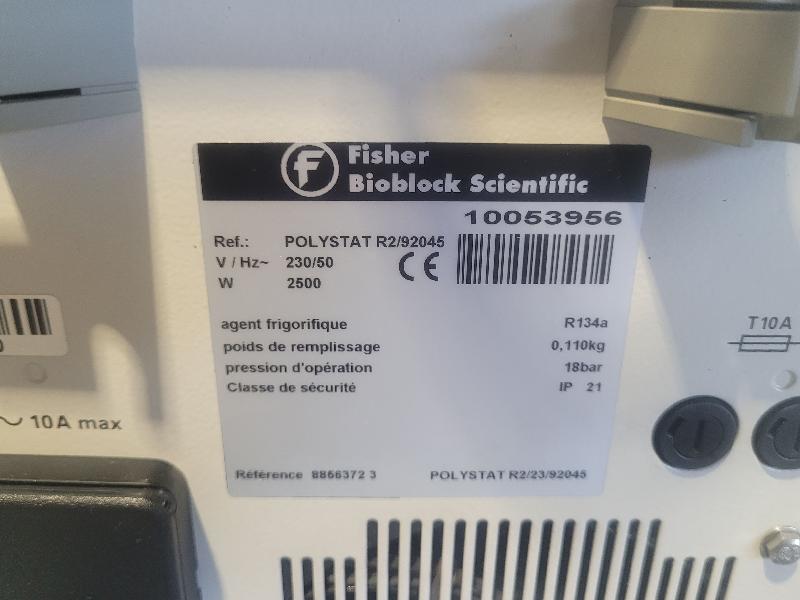 Fisher
Bioblock Scientific
10053956
Ref.: POLYSTAT R2/92045
V / Hz~ 230/50
CE
W 2500
agent frigorifique R134a
poids de remplissage 0,110kg
pression d'opération 18bar
Classe de sécurité IP 21
Référence 8866372 3 POLYSTAT R2/23/92045
T10A
10A max